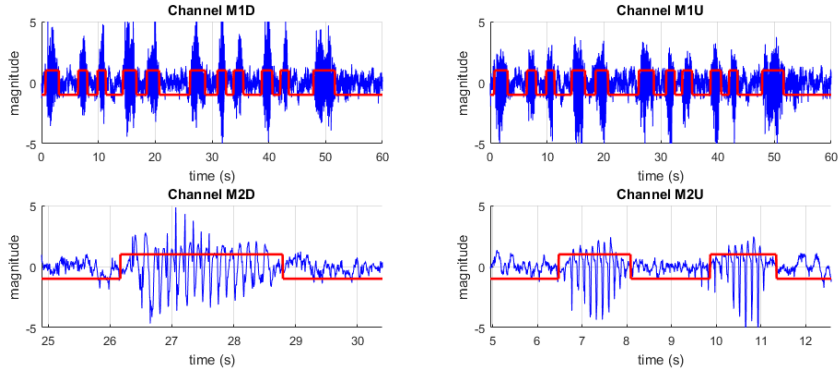 Channel M1D
5
0
-5
magnitude
0 10 20 30 40 50 60
time (s)
Channel M1U
5
0
-5
magnitude
0 10 20 30 40 50 60
time (s)
Channel M2D
5
0
-5
magnitude
25 26 27 28 29 30
time (s)
Channel M2U
5
0
-5
magnitude
5 6 7 8 9 10 11 12
time (s)